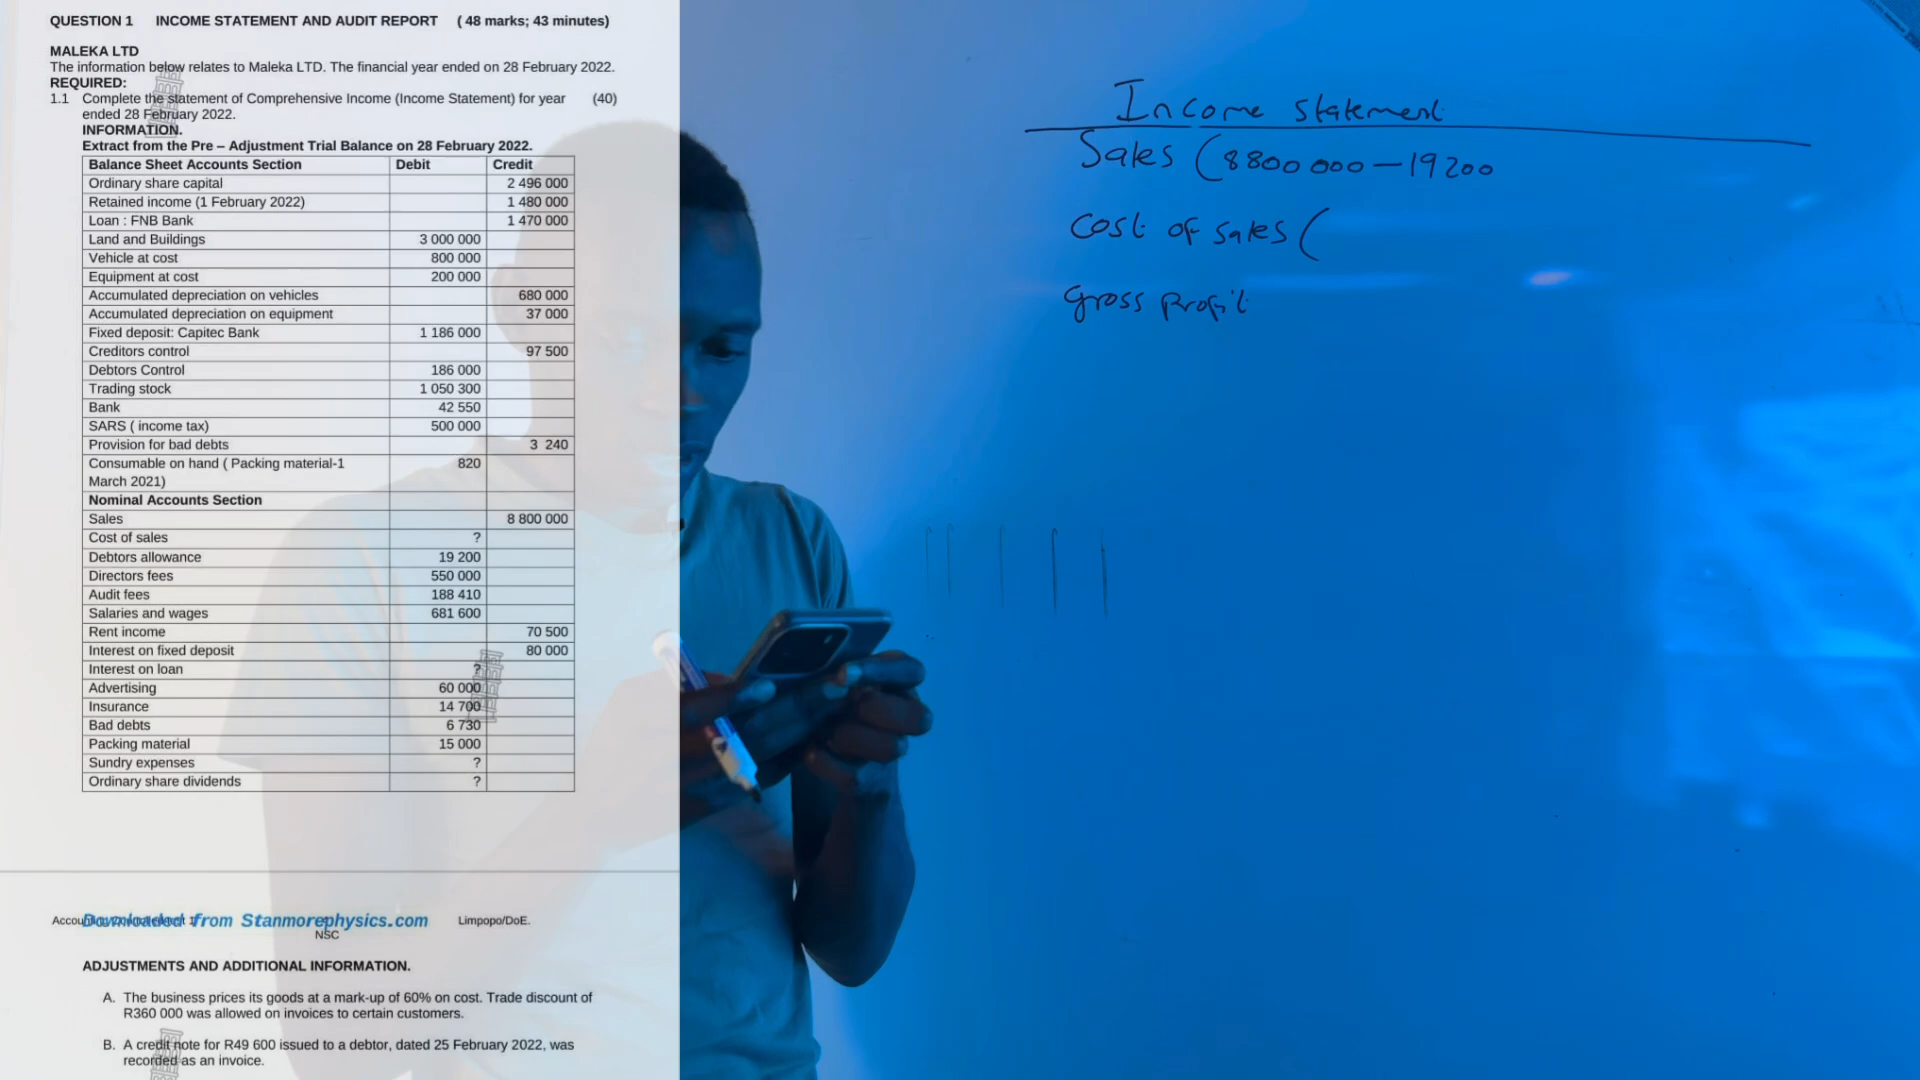 QUESTION 1 INCOME STATEMENT AND AUDIT REPORT ( 48 marks; 43 minutes)
MALEKA LTD
The information below relates to Maleka LTD. The financial year ended on 28 February 2022.
REQUIRED:
1.1 Complete the statement of Comprehensive Income (Income Statement) for year (40)
ended 28 February 2022.
INFORMATION.
Extract from the Pre – Adjustment Trial Balance on 28 February 2022.
Balance Sheet Accounts Section Debit Credit
Ordinary share capital 2 496 000
Retained income (1 February 2022) 1 480 000
Loan : FNB Bank 1 470 000
Land and Buildings 3 000 000
Vehicle at cost 800 000
Equipment at cost 200 000
Accumulated depreciation on vehicles 680 000
Accumulated depreciation on equipment 37 000
Fixed deposit: Capitec Bank 1 186 000
Creditors control 97 500
Debtors Control 186 000
Trading stock 1 050 300
Bank 42 550
SARS ( income tax) 500 000
Provision for bad debts 3 240
Consumable on hand ( Packing material-1 820
March 2021)
Nominal Accounts Section
Sales 8 800 000
Cost of sales ?
Debtors allowance 19 200
Directors fees 550 000
Audit fees 188 410
Salaries and wages 681 600
Rent income 70 500
Interest on fixed deposit 80 000
Interest on loan ?
Advertising 60 000
Insurance 14 700
Bad debts 6 730
Packing material 15 000
Sundry expenses ?
Ordinary share dividends ?
Downloaded from Stanmorephysics.com Limpopo/DoE.
NSC
ADJUSTMENTS AND ADDITIONAL INFORMATION.
A. The business prices its goods at a mark-up of 60% on cost. Trade discount of
R360 000 was allowed on invoices to certain customers.
B. A credit note for R49 600 issued to a debtor, dated 25 February 2022, was
recorded as an invoice.
Income statement
Sales (8800 000 – 19200
Cost of sales (
Gross profit